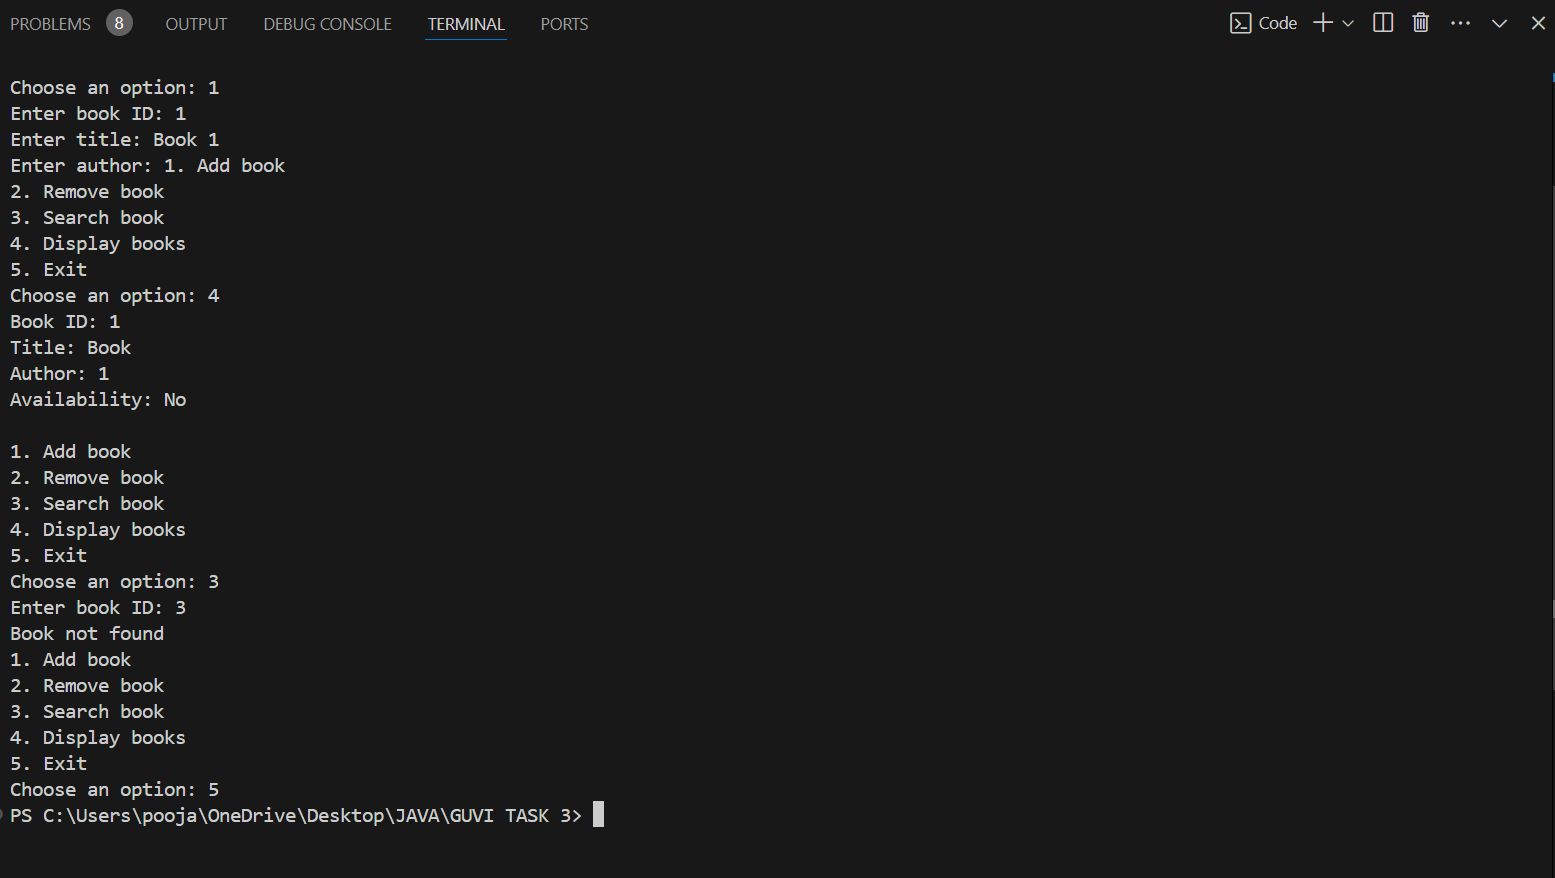 PROBLEMS 8 OUTPUT DEBUG CONSOLE TERMINAL PORTS Code
Choose an option: 1
Enter book ID: 1
Enter title: Book 1
Enter author: 1. Add book
2. Remove book
3. Search book
4. Display books
5. Exit
Choose an option: 4
Book ID: 1
Title: Book
Author: 1
Availability: No
1. Add book
2. Remove book
3. Search book
4. Display books
5. Exit
Choose an option: 3
Enter book ID: 3
Book not found
1. Add book
2. Remove book
3. Search book
4. Display books
5. Exit
Choose an option: 5
PS C:\Users\pooja\OneDrive\Desktop\JAVA\GUVI TASK 3>